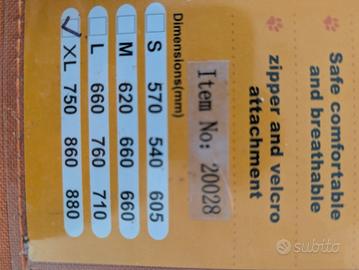 Safe comfortable
and breathable
zipper and velcro
attachment
Item No: 20028
Dimensions(mm)
S 570 540 605
M 620 660 660
L 660 760 710
XL 750 860 880
subito